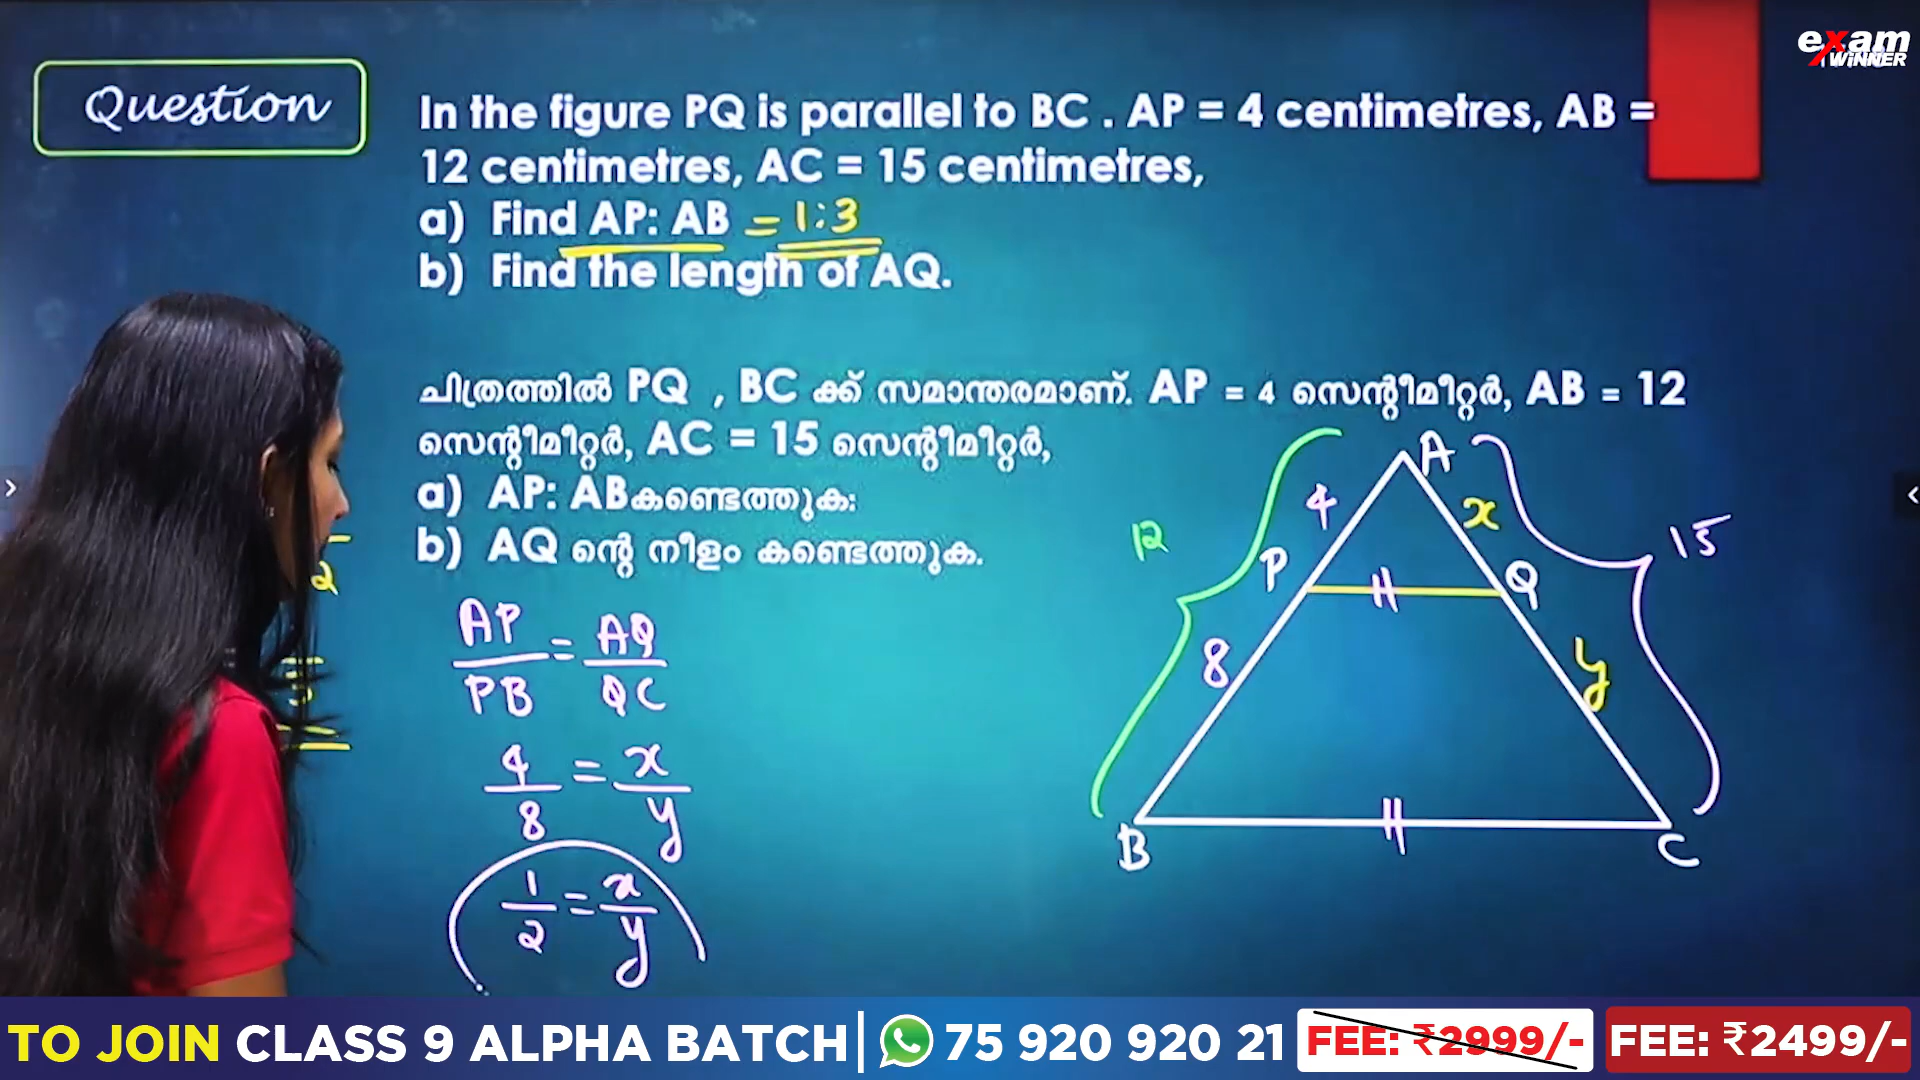 exam
WINNER
Question
In the figure PQ is parallel to BC . AP = 4 centimetres, AB =
12 centimetres, AC = 15 centimetres,
a) Find AP: AB = 1:3
b) Find the length of AQ.
ചിത്രത്തിൽ PQ , BC ക്ക് സമാന്തരമാണ്. AP = 4 സെന്റീമീറ്റർ, AB = 12
സെന്റീമീറ്റർ, AC = 15 സെന്റീമീറ്റർ,
a) AP: ABകണ്ടെത്തുക:
b) AQ ന്റെ നീളം കണ്ടെത്തുക.
2
AP/PB = AQ/QC
4/8 = x/y
1/2 = x/y
A
4
x
12
15
P
Q
8
y
B
C
TO JOIN CLASS 9 ALPHA BATCH | 75 920 920 21 FEE: ₹2999/- FEE: ₹2499/-